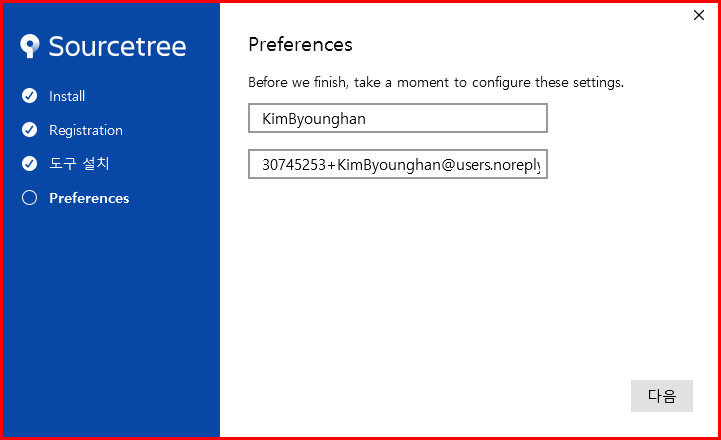 Sourcetree
Install
Registration
도구 설치
Preferences
Preferences
Before we finish, take a moment to configure these settings.
KimByounghan
30745253+KimByounghan@users.noreply
다음